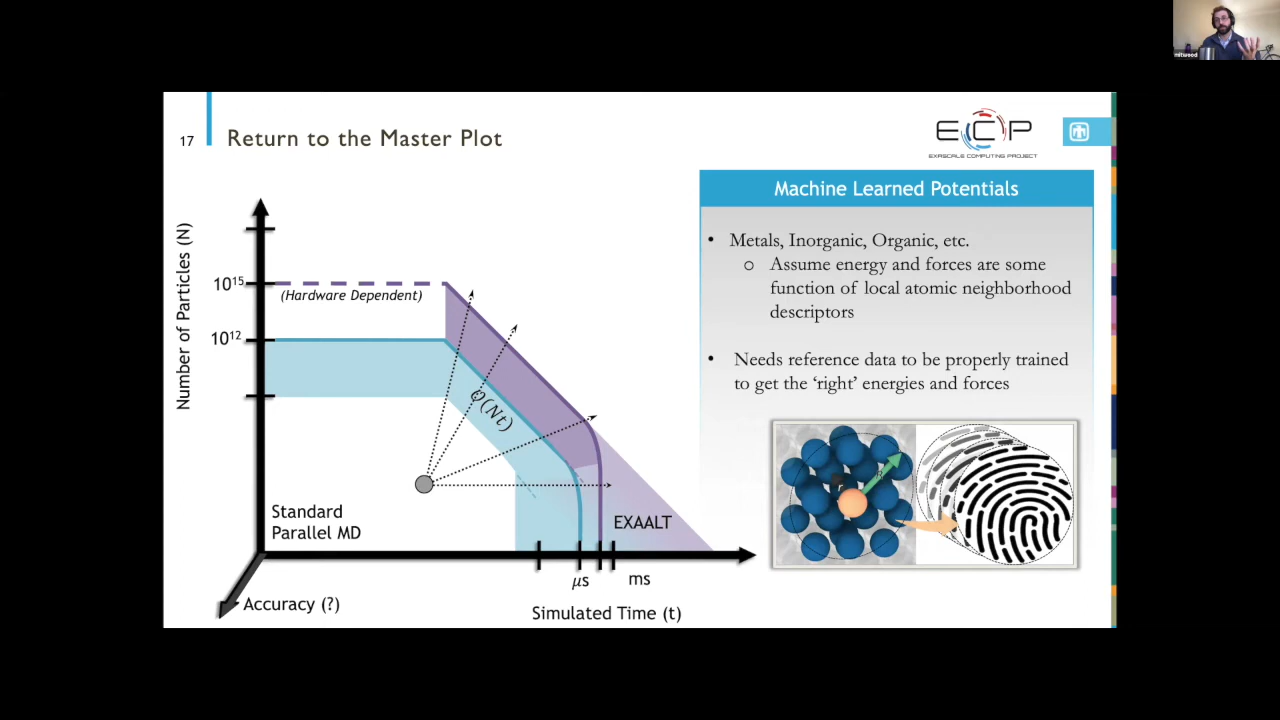 mitwood
17
Return to the Master Plot
ECP
EXASCALE COMPUTING PROJECT
Number of Particles (N)
10¹⁵
(Hardware Dependent)
10¹²
𝒪(Nt)
Standard
Parallel MD
EXAALT
μs
ms
Accuracy (?)
Simulated Time (t)
Machine Learned Potentials
• Metals, Inorganic, Organic, etc.
o Assume energy and forces are some
function of local atomic neighborhood
descriptors
• Needs reference data to be properly trained
to get the ‘right’ energies and forces